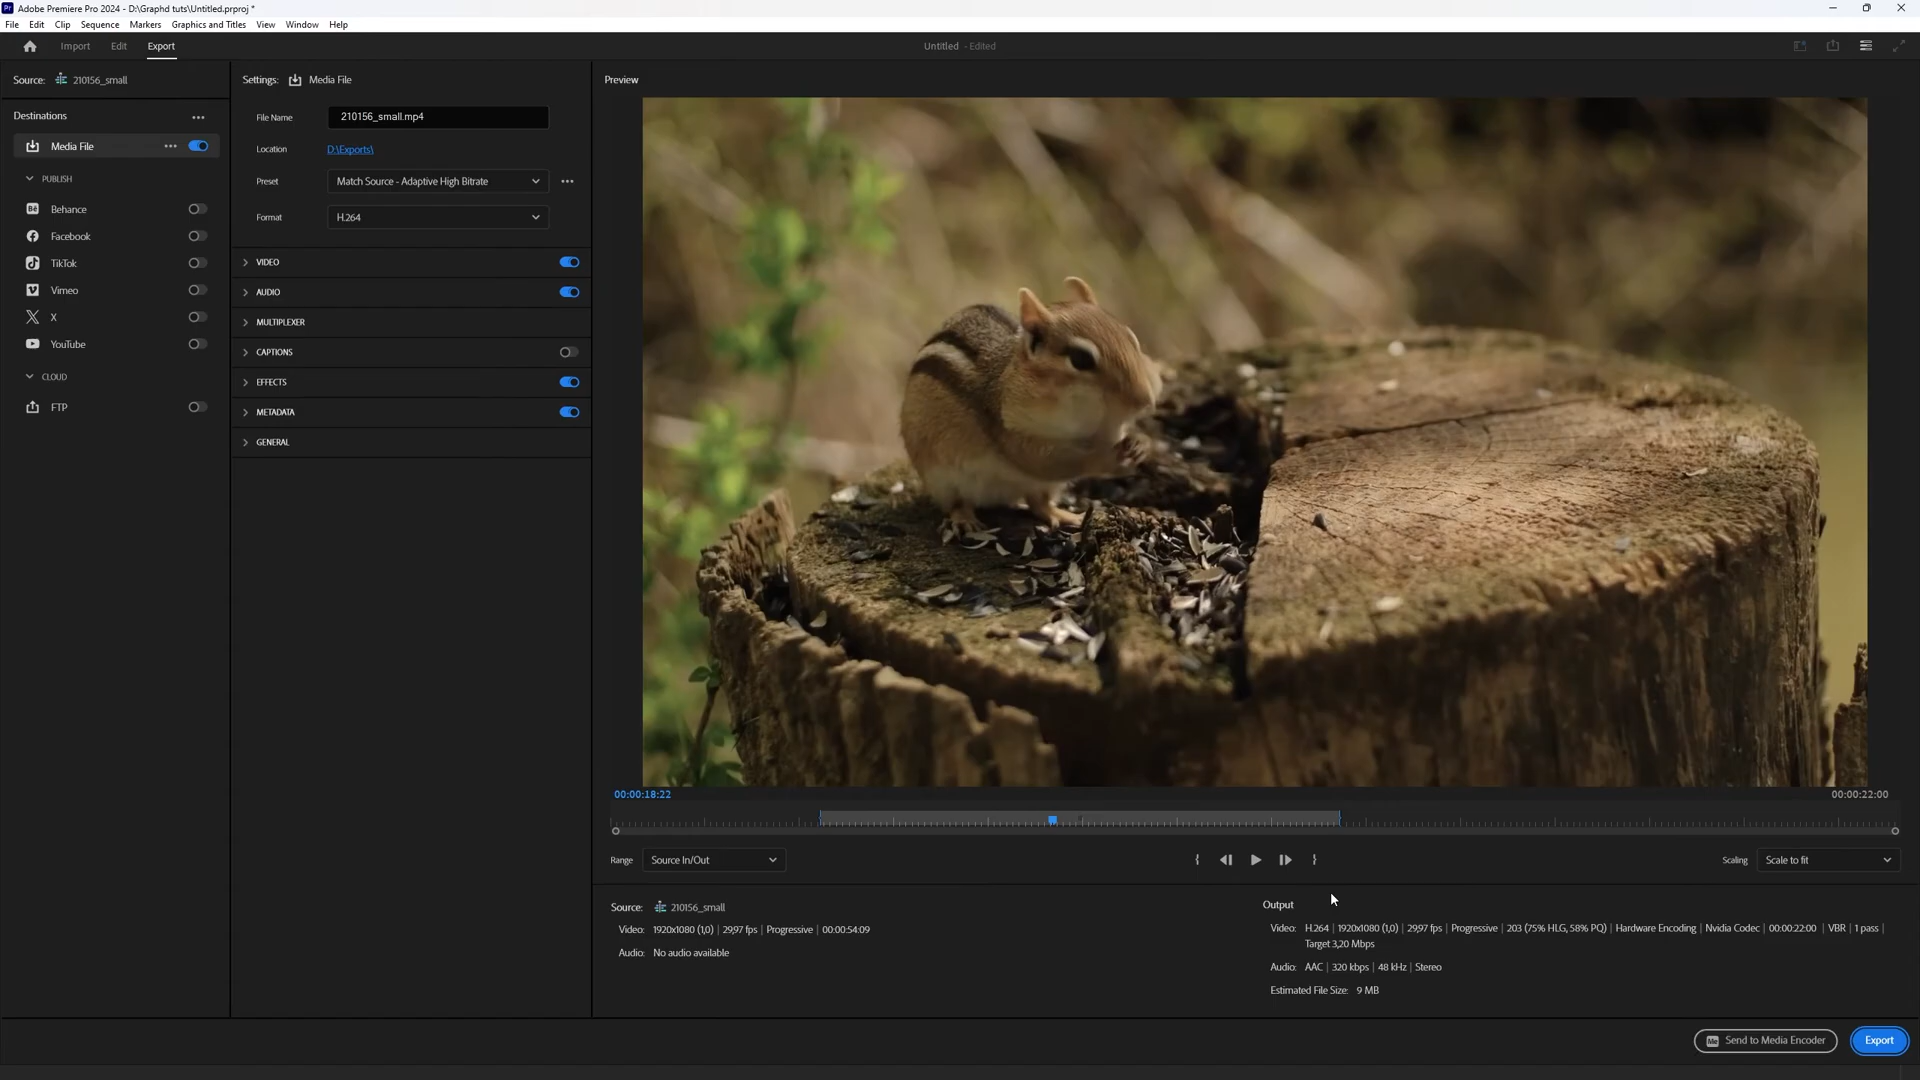 Pr Adobe Premiere Pro 2024 - D:\Graphd tuts\Untitled.prproj *
File Edit Clip Sequence Markers Graphics and Titles View Window Help
Import Edit Export
Untitled - Edited
Source: 210156_small
Destinations
Media File
PUBLISH
Bē Behance
Facebook
TikTok
Vimeo
X
YouTube
CLOUD
FTP
Settings: Media File
File Name 210156_small.mp4
Location D:\Exports\
Preset Match Source - Adaptive High Bitrate
Format H.264
VIDEO
AUDIO
MULTIPLEXER
CAPTIONS
EFFECTS
METADATA
GENERAL
Preview
00:00:18:22
00:00:22:00
Range Source In/Out
Scaling Scale to fit
Source: 210156_small
Video: 1920x1080 (1,0) | 29,97 fps | Progressive | 00:00:54:09
Audio: No audio available
Output
Video: H.264 | 1920x1080 (1,0) | 29,97 fps | Progressive | 203 (75% HLG, 58% PQ) | Hardware Encoding | Nvidia Codec | 00:00:22:00 | VBR | 1 pass |
Target 3,20 Mbps
Audio: AAC | 320 kbps | 48 kHz | Stereo
Estimated File Size: 9 MB
Me Send to Media Encoder
Export